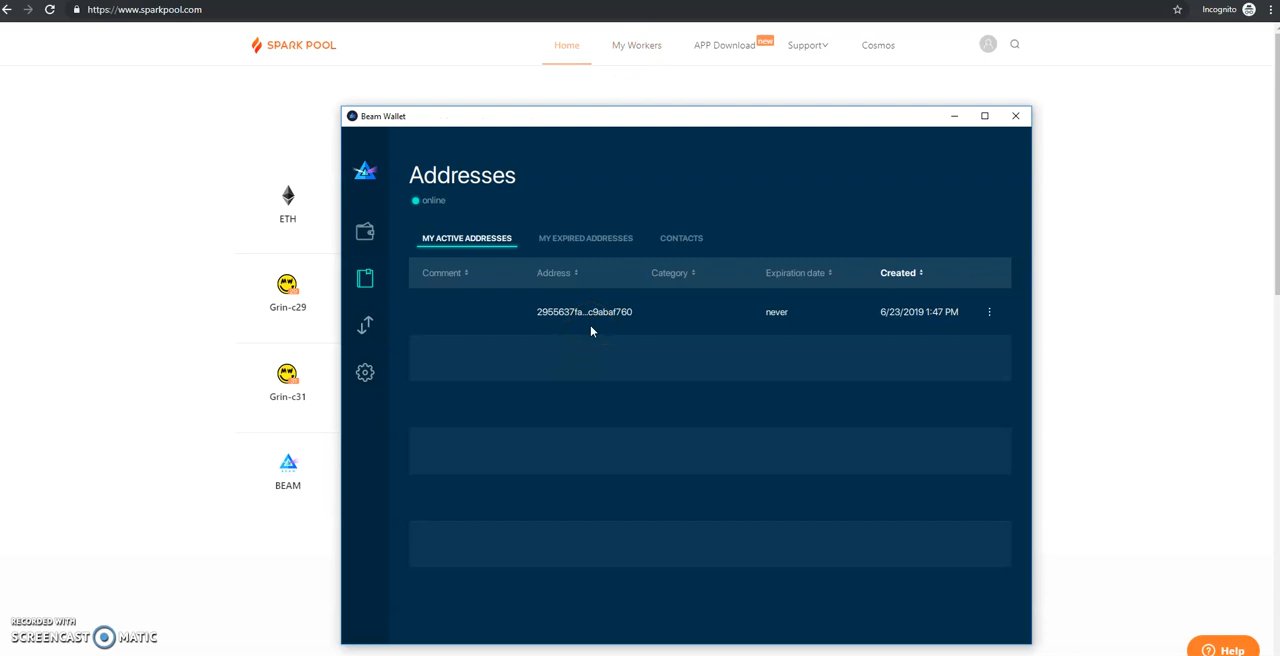 https://www.sparkpool.com
Incognito
SPARK POOL
Home
My Workers
APP Download
new
Support
Cosmos
Beam Wallet
Addresses
online
MY ACTIVE ADDRESSES
MY EXPIRED ADDRESSES
CONTACTS
Comment
Address
Category
Expiration date
Created
2955637fa...c9abaf760
never
6/23/2019 1:47 PM
ETH
Grin-c29
Grin-c31
BEAM
RECORDED WITH
SCREENCAST MATIC
Help